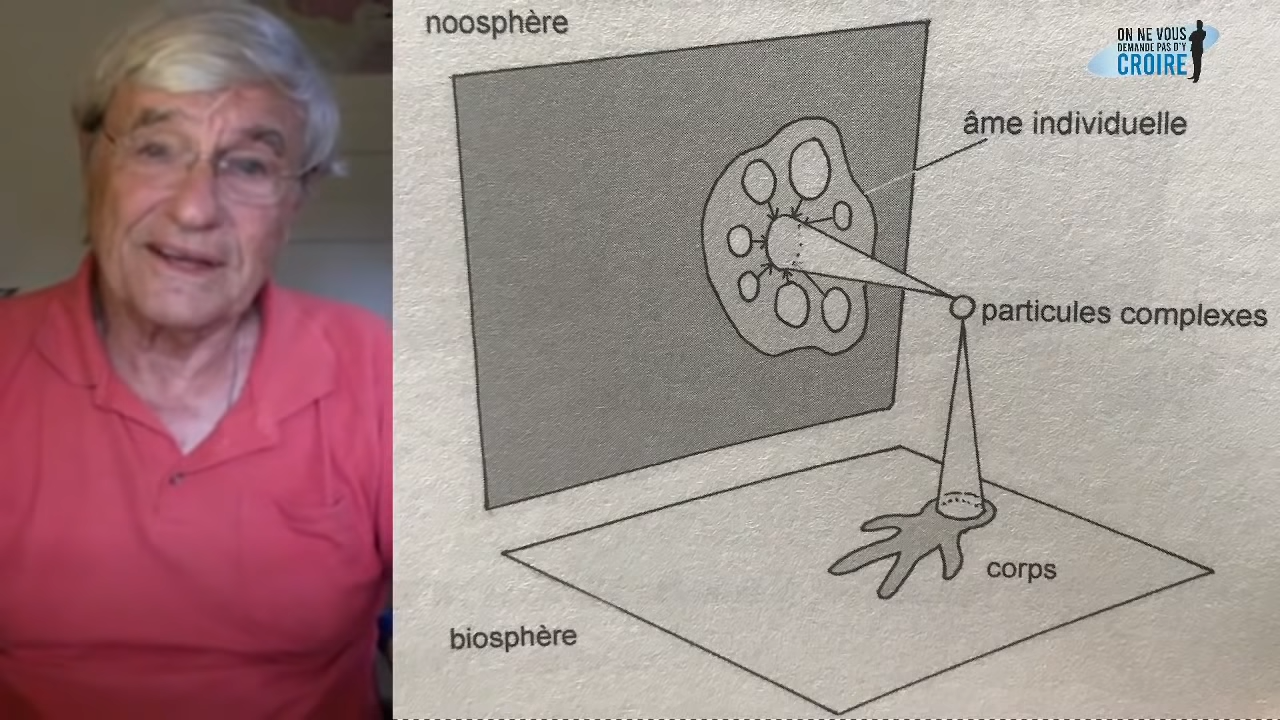 noosphère
ON NE VOUS
DEMANDE PAS D'Y
CROIRE
âme individuelle
particules complexes
corps
biosphère